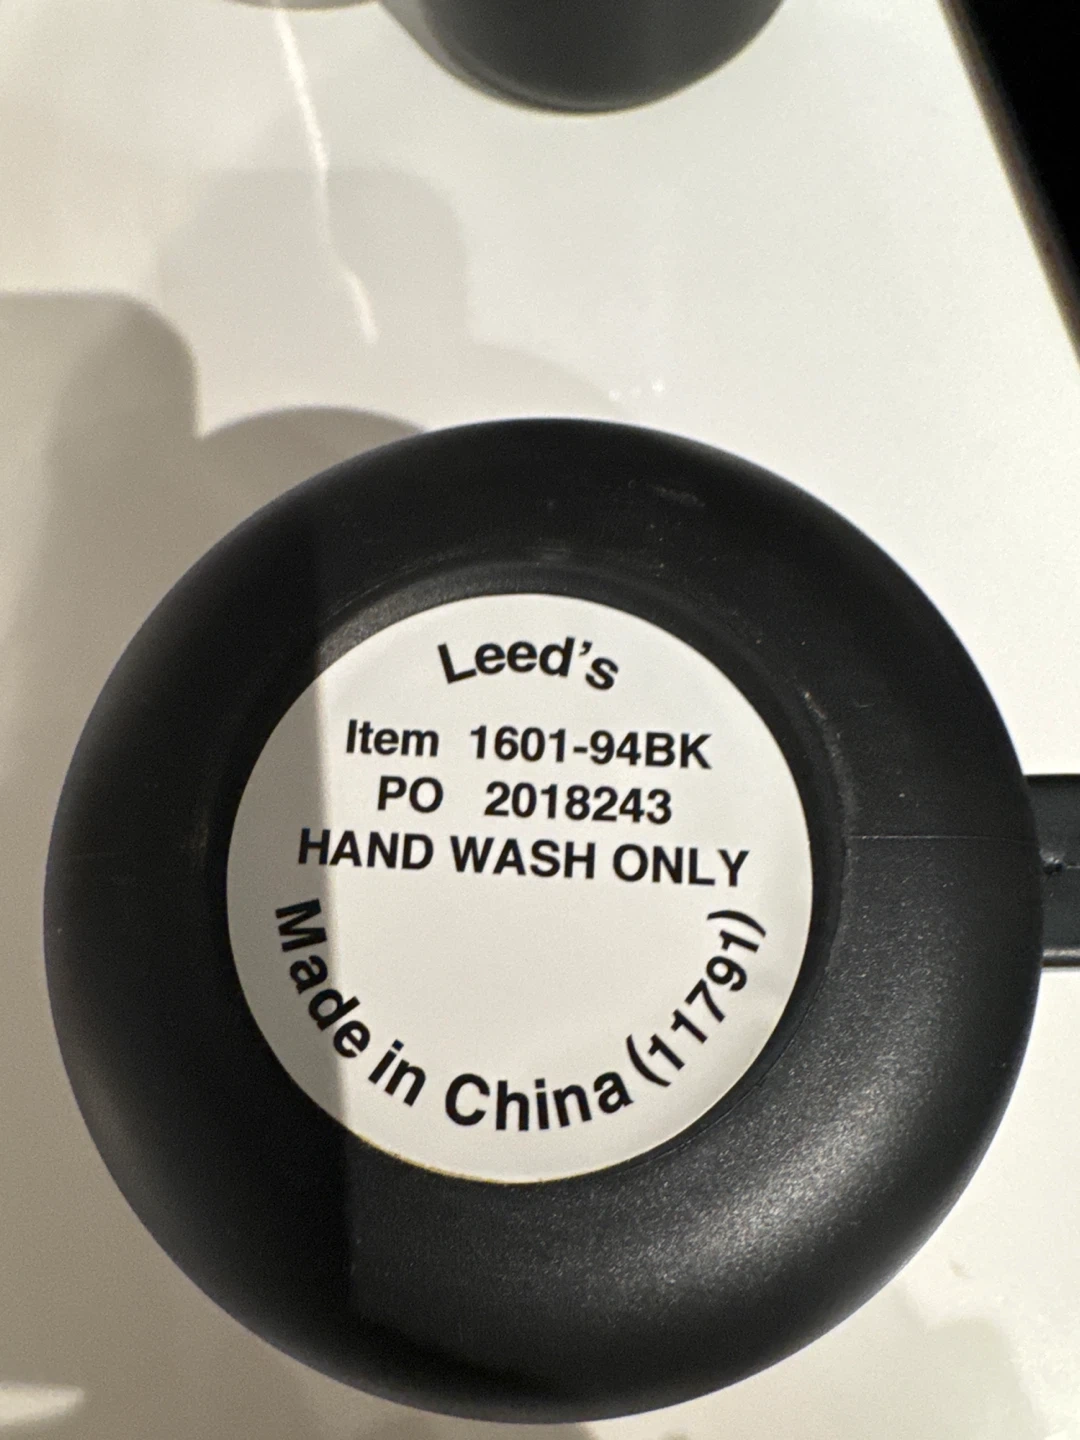 Leed's
Item 1601-94BK
PO 2018243
HAND WASH ONLY
Made in China (11791)